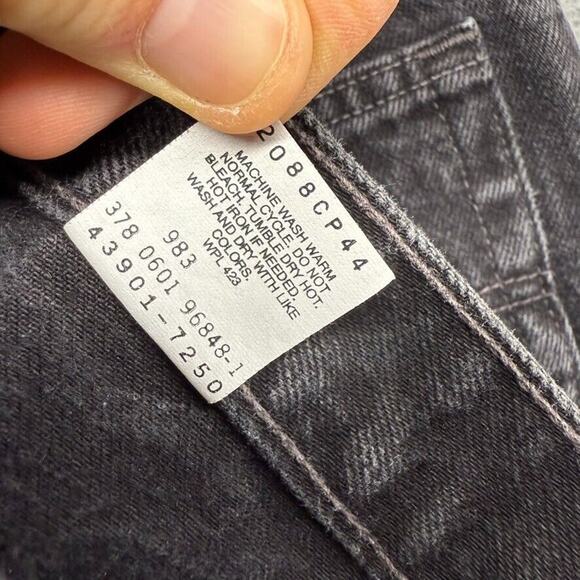 2088CP44
MACHINE WASH WARM
NORMAL CYCLE. DO NOT
BLEACH. TUMBLE DRY HOT.
HOT IRON IF NEEDED.
WASH AND DRY WITH LIKE
COLORS.
WPL 423
983
378 0601 96848-1
43901-7250